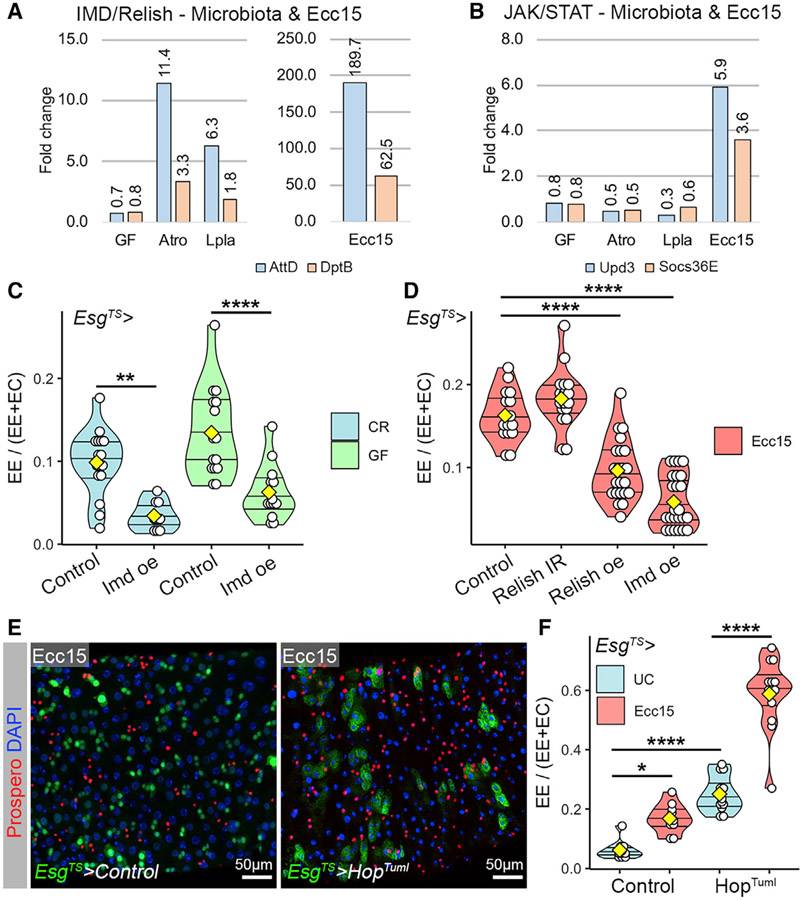 A
IMD/Relish - Microbiota & Ecc15
15.0
10.0
5.0
0.0
Fold change
0.7
0.8
11.4
3.3
6.3
1.8
GF Atro Lpla
250.0
200.0
150.0
100.0
50.0
0.0
189.7
62.5
Ecc15
AttD DptB
B
JAK/STAT - Microbiota & Ecc15
8.0
6.0
4.0
2.0
0.0
Fold change
0.8
0.8
0.5
0.5
0.3
0.6
5.9
3.6
GF Atro Lpla Ecc15
Upd3 Socs36E
C
EsgTS>
****
**
EE / (EE+EC)
0.2
0.1
0.0
Control
Imd oe
Control
Imd oe
CR
GF
D
EsgTS>
****
****
EE / (EE+EC)
0.2
0.1
Control
Relish IR
Relish oe
Imd oe
Ecc15
E
Prospero DAPI
Ecc15
EsgTS>Control
50μm
Ecc15
EsgTS>HopTuml
50μm
F
EsgTS>
UC
Ecc15
****
****
*
EE / (EE+EC)
0.6
0.4
0.2
0.0
Control HopTuml